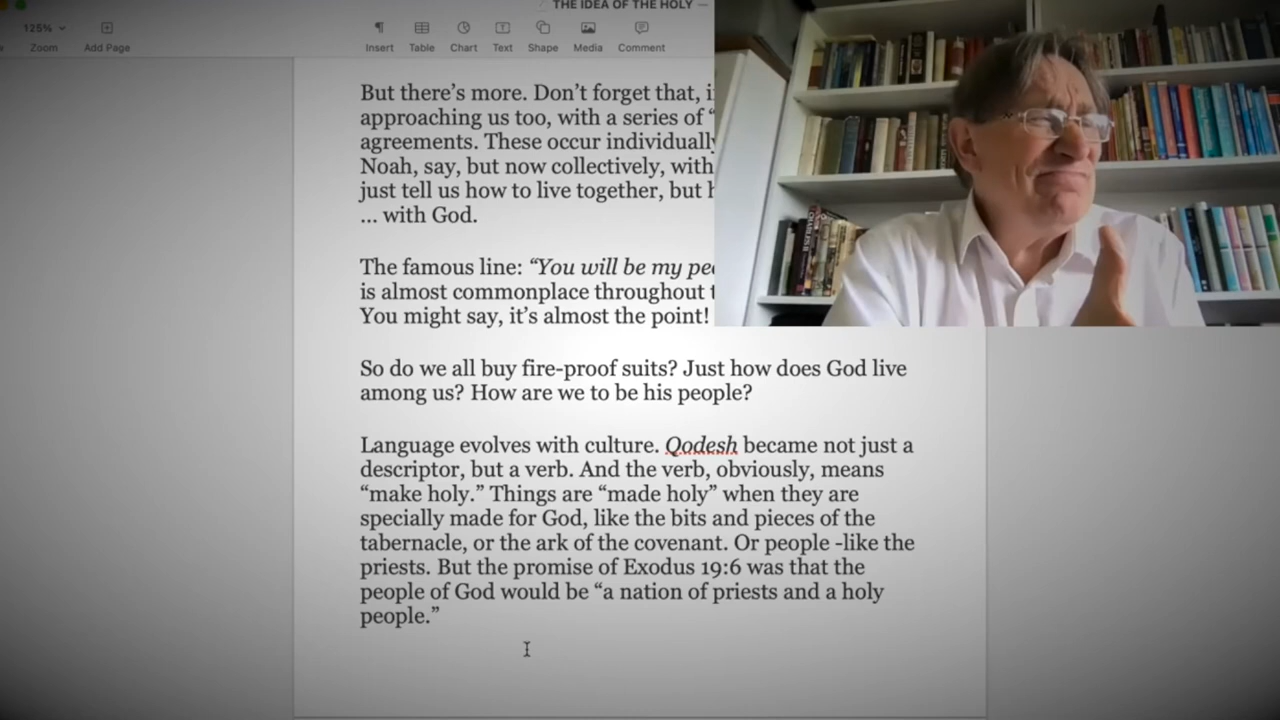 THE IDEA OF THE HOLY —
125%
Zoom
Add Page
Insert
Table
Chart
Text
Shape
Media
Comment
But there's more. Don't forget that, i
approaching us too, with a series of “
agreements. These occur individually
Noah, say, but now collectively, with
just tell us how to live together, but h
... with God.
The famous line: “You will be my peo
is almost commonplace throughout t
You might say, it's almost the point!
So do we all buy fire-proof suits? Just how does God live
among us? How are we to be his people?
Language evolves with culture. Qodesh became not just a
descriptor, but a verb. And the verb, obviously, means
“make holy.” Things are “made holy” when they are
specially made for God, like the bits and pieces of the
tabernacle, or the ark of the covenant. Or people -like the
priests. But the promise of Exodus 19:6 was that the
people of God would be “a nation of priests and a holy
people.”